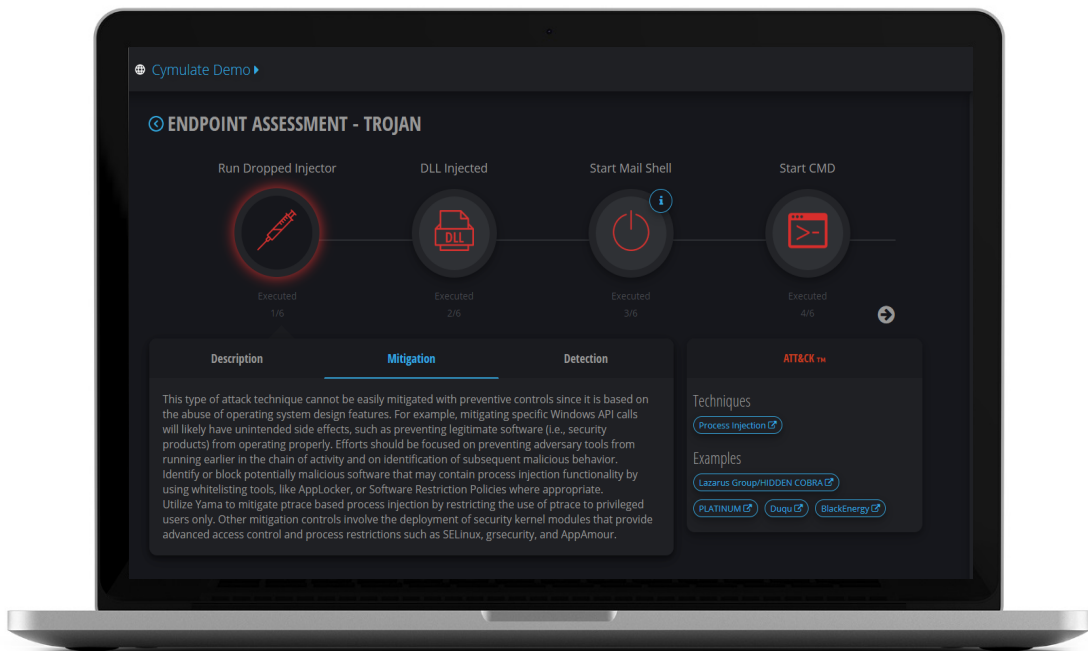 Cymulate Demo
ENDPOINT ASSESSMENT - TROJAN
Run Dropped Injector
DLL Injected
Start Mail Shell
Start CMD
i
DLL
Executed
1/6
Executed
2/6
Executed
3/6
Executed
4/6
Description
Mitigation
Detection
This type of attack technique cannot be easily mitigated with preventive controls since it is based on
the abuse of operating system design features. For example, mitigating specific Windows API calls
will likely have unintended side effects, such as preventing legitimate software (i.e., security
products) from operating properly. Efforts should be focused on preventing adversary tools from
running earlier in the chain of activity and on identification of subsequent malicious behavior.
Identify or block potentially malicious software that may contain process injection functionality by
using whitelisting tools, like AppLocker, or Software Restriction Policies where appropriate.
Utilize Yama to mitigate ptrace based process injection by restricting the use of ptrace to privileged
users only. Other mitigation controls involve the deployment of security kernel modules that provide
advanced access control and process restrictions such as SELinux, grsecurity, and AppAmour.
ATT&CK TM
Techniques
Process Injection
Examples
Lazarus Group/HIDDEN COBRA
PLATINUM
Duqu
BlackEnergy